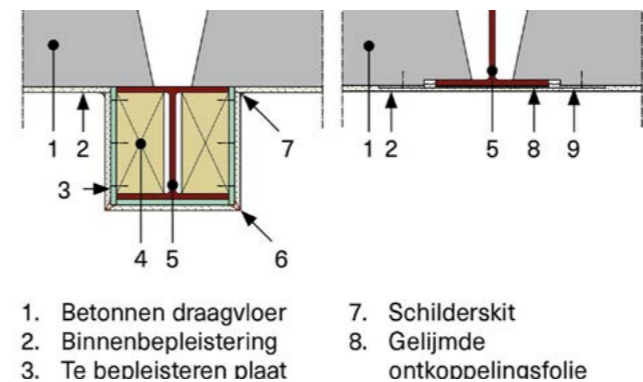 1 2 3 4 5 6 7
1 2 5 8 9
1. Betonnen draagvloer
2. Binnenbepleistering
3. Te bepleisteren plaat
7. Schilderskit
8. Gelijmde
ontkoppelingsfolie